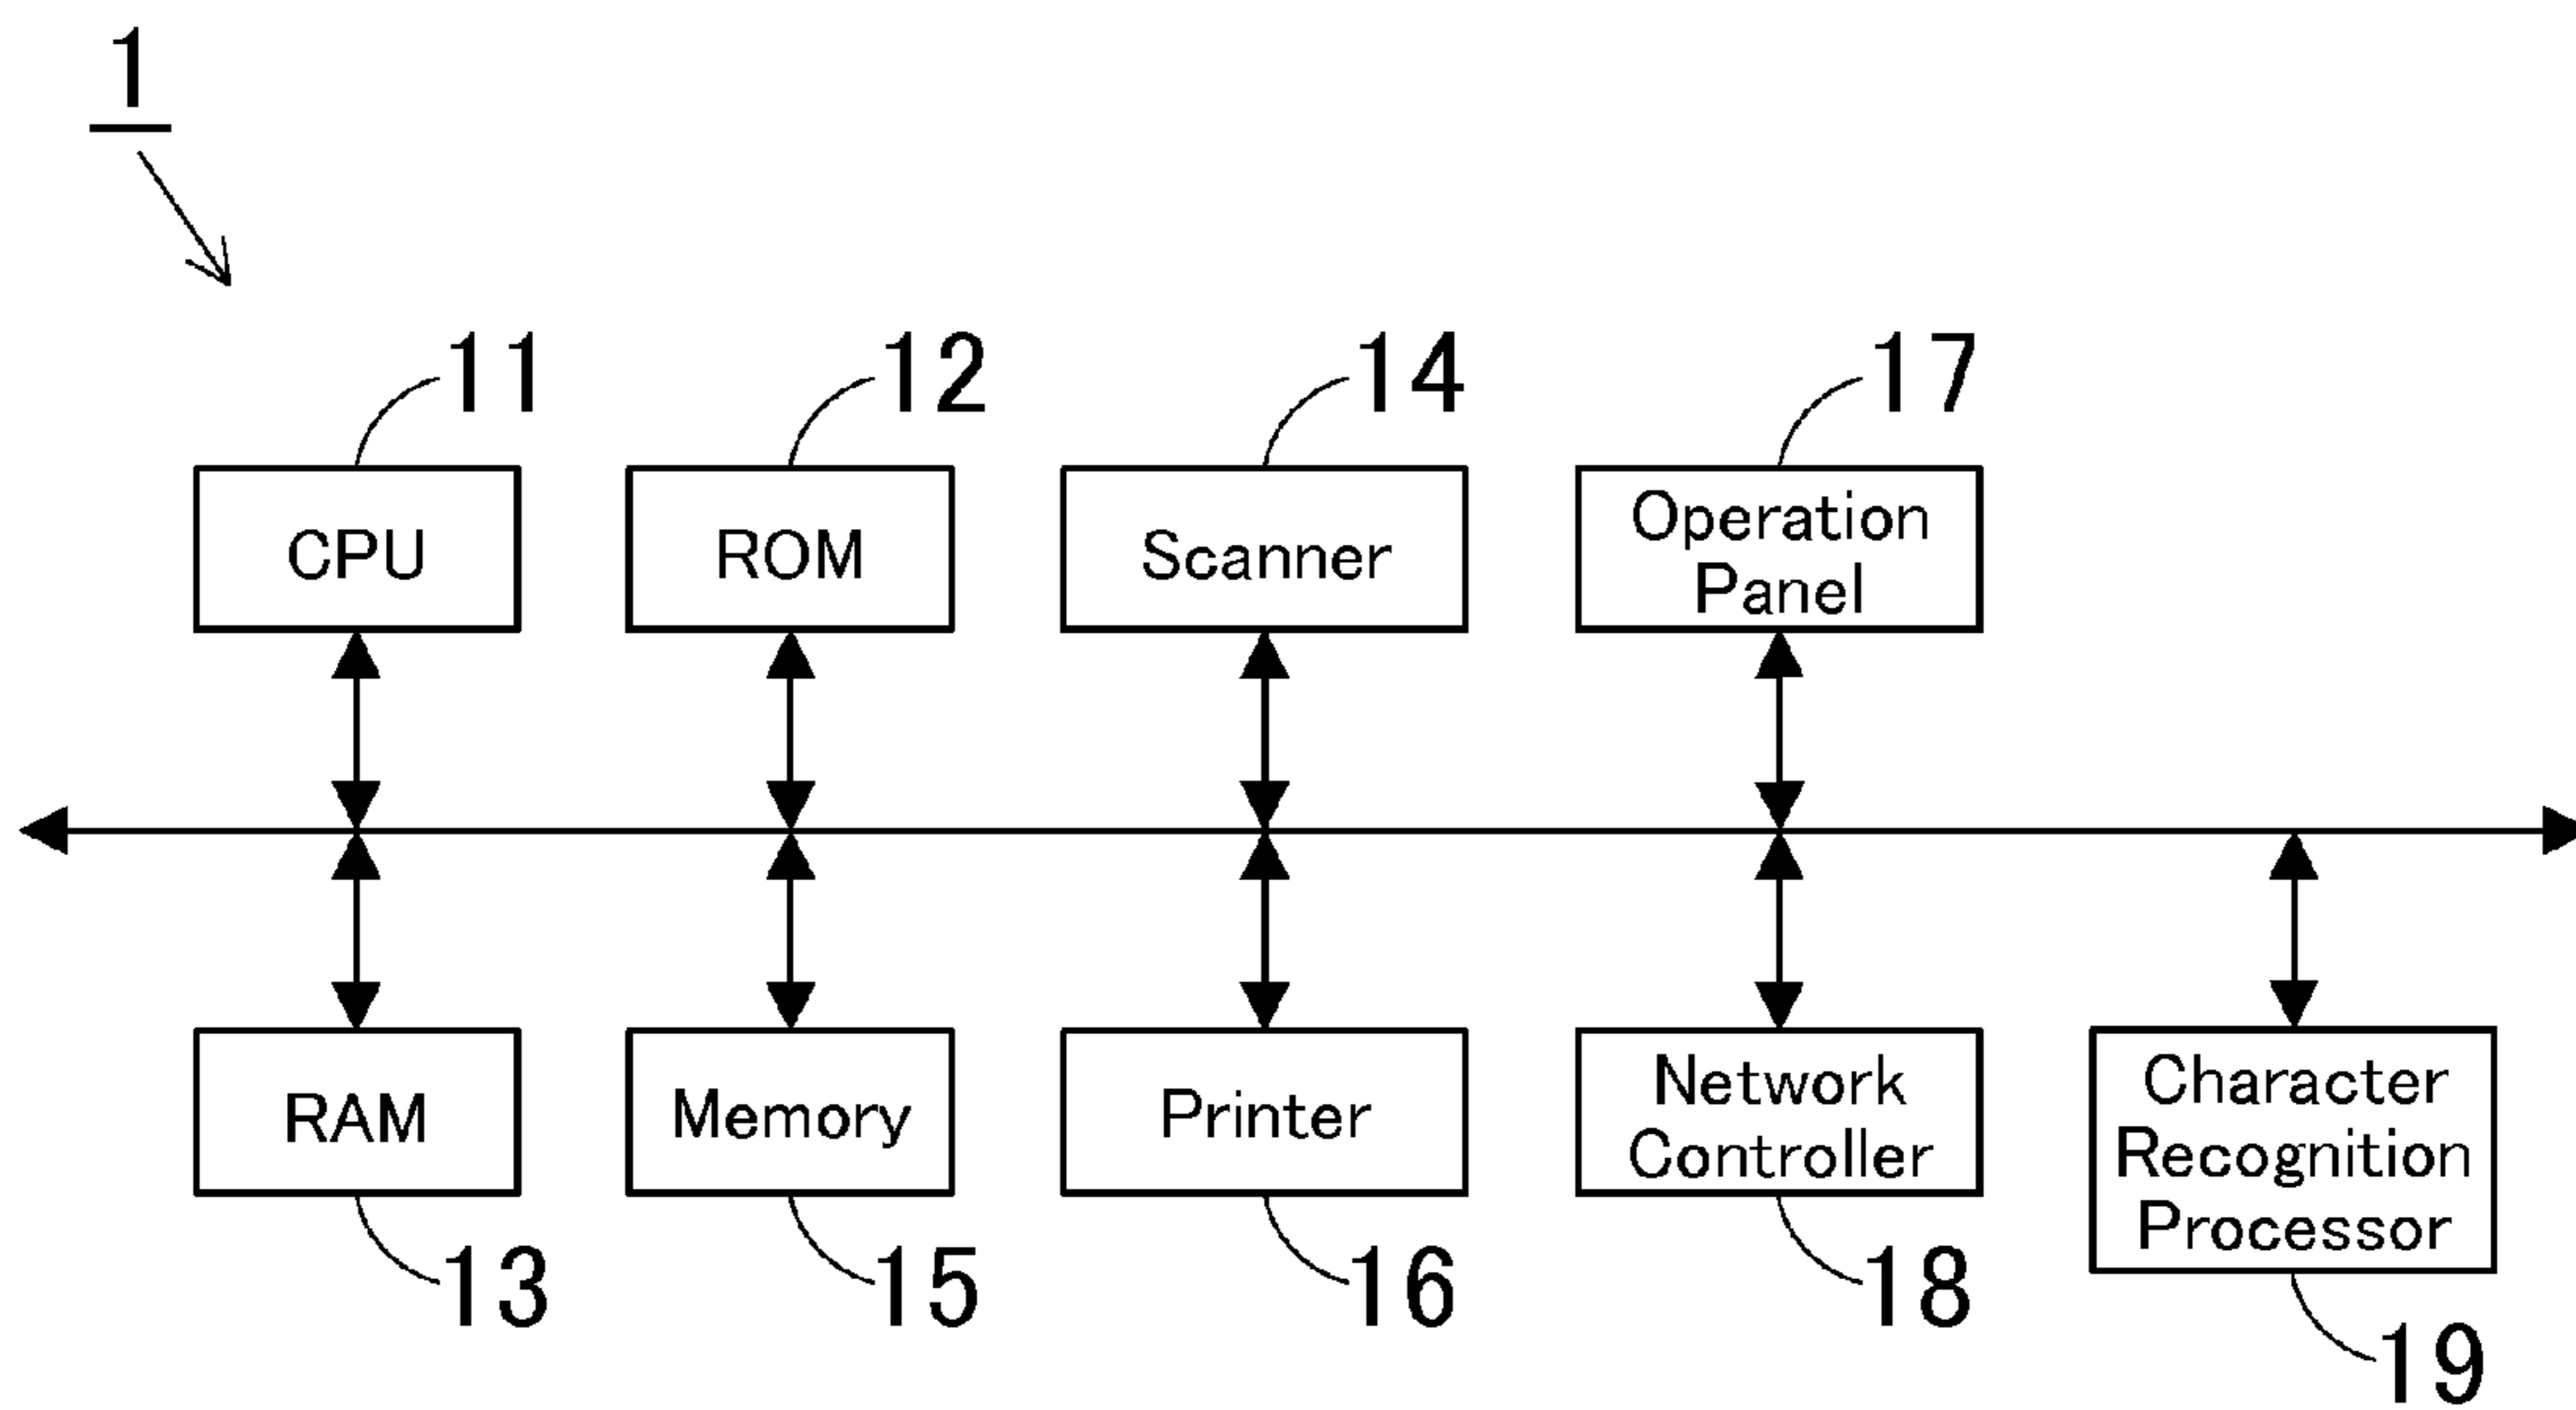 1
11
12
14
17
CPU
ROM
Scanner
Operation
Panel
RAM
Memory
Printer
Network
Controller
Character
Recognition
Processor
13
15
16
18
19